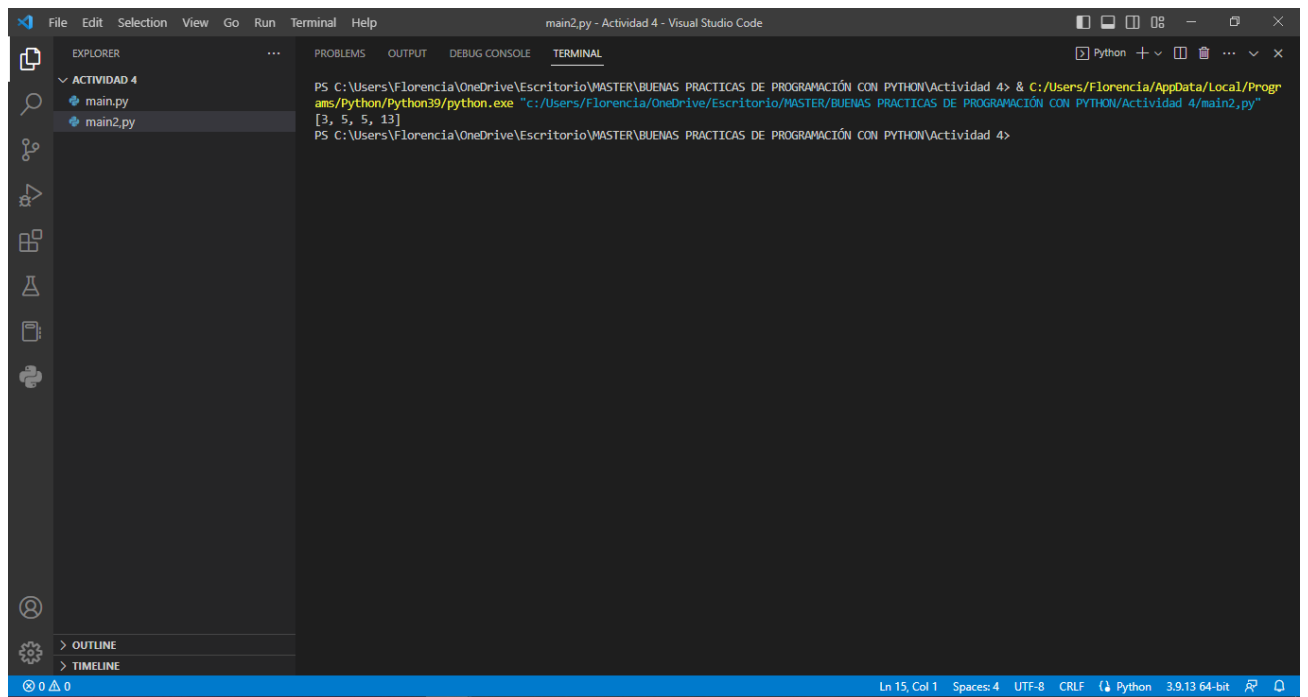 File Edit Selection View Go Run Terminal Help main2,py - Actividad 4 - Visual Studio Code
EXPLORER ... PROBLEMS OUTPUT DEBUG CONSOLE TERMINAL Python
ACTIVIDAD 4
main.py
main2,py
PS C:\Users\Florencia\OneDrive\Escritorio\MASTER\BUENAS PRACTICAS DE PROGRAMACIÓN CON PYTHON\Actividad 4> & C:/Users/Florencia/AppData/Local/Progr
ams/Python/Python39/python.exe "c:/Users/Florencia/OneDrive/Escritorio/MASTER/BUENAS PRACTICAS DE PROGRAMACIÓN CON PYTHON/Actividad 4/main2,py"
[3, 5, 5, 13]
PS C:\Users\Florencia\OneDrive\Escritorio\MASTER\BUENAS PRACTICAS DE PROGRAMACIÓN CON PYTHON\Actividad 4>
OUTLINE
TIMELINE
0 0 Ln 15, Col 1 Spaces: 4 UTF-8 CRLF Python 3.9.13 64-bit